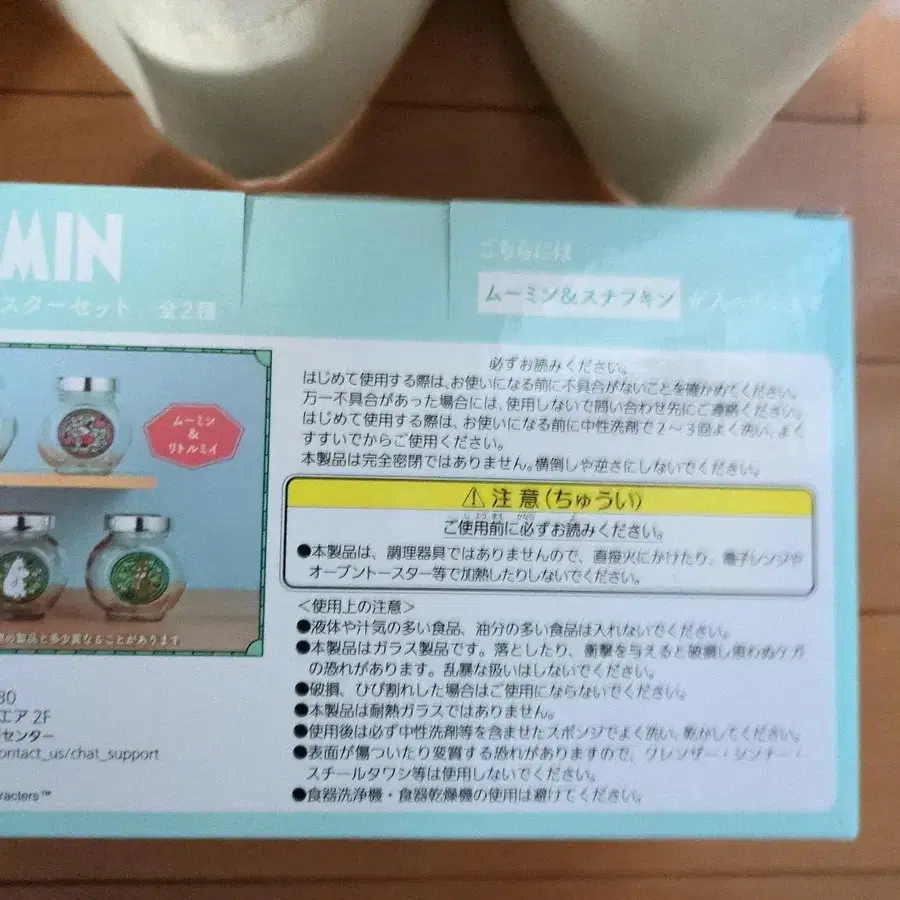 MIN
スターセット 全2種
こちらには
ムーミン&スナフキン
ムーミン
&
リトルミイ
の製品と多少異なることがあります
30
エア 2F
センター
ontact_us/chat_support
racters™
必ずお読みください。
はじめて使用する際は、お使いになる前に不具合がないことを確かめてください。
万一不具合があった場合には、使用しないで問い合わせ先にご連絡ください。
はじめて使用する際は、お使いになる前に中性洗剤で2〜3回よく洗い、よく
すすいでからご使用ください。
本製品は完全密閉ではありません。横倒しや逆さにしないでください。
⚠ 注意(ちゅうい)
ご使用前に必ずお読みください。
●本製品は、調理器具ではありませんので、直接火にかけたり、電子レンジや
オーブントースター等で加熱したりしないでください。
<使用上の注意>
●液体や汁気の多い食品、油分の多い食品は入れないでください。
●本製品はガラス製品です。落としたり、衝撃を与えると破損し思わぬケガ
の恐れがあります。乱暴な扱いはしないでください。
●破損、ひび割れした場合はご使用にならないでください。
●本製品は耐熱ガラスではありません。
●使用後は必ず中性洗剤等を含ませたスポンジでよく洗い、乾かしてください。
●表面が傷ついたり変質する恐れがありますので、クレンザー・シンナー・
スチールタワシ等は使用しないでください。
●食器洗浄機・食器乾燥機の使用は避けてください。